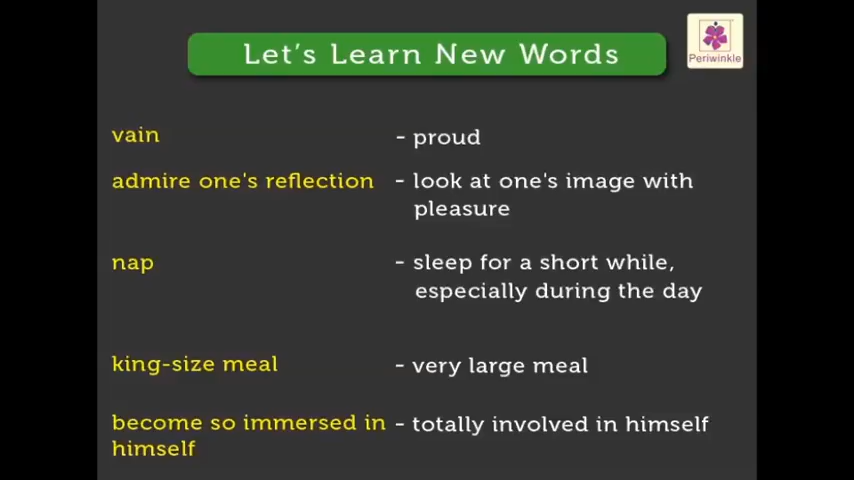 Let's Learn New Words
Periwinkle
vain - proud
admire one's reflection - look at one's image with
pleasure
nap - sleep for a short while,
especially during the day
king-size meal - very large meal
become so immersed in - totally involved in himself
himself